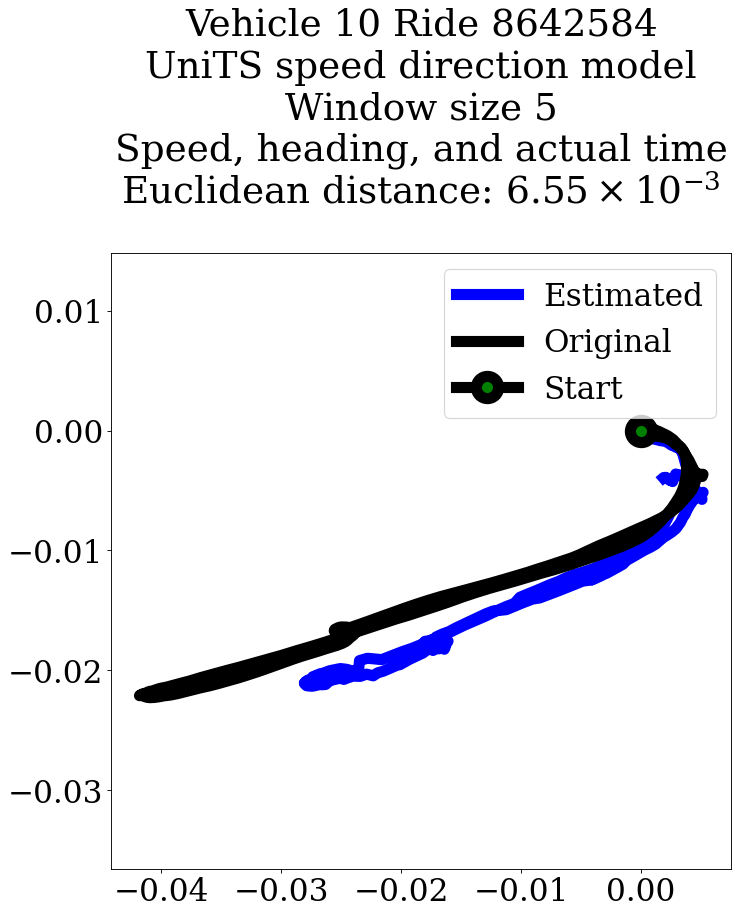 Vehicle 10 Ride 8642584
UniTS speed direction model
Window size 5
Speed, heading, and actual time
Euclidean distance: 6.55 × 10⁻³
Estimated
Original
Start
0.01
0.00
−0.01
−0.02
−0.03
−0.04 −0.03 −0.02 −0.01 0.00